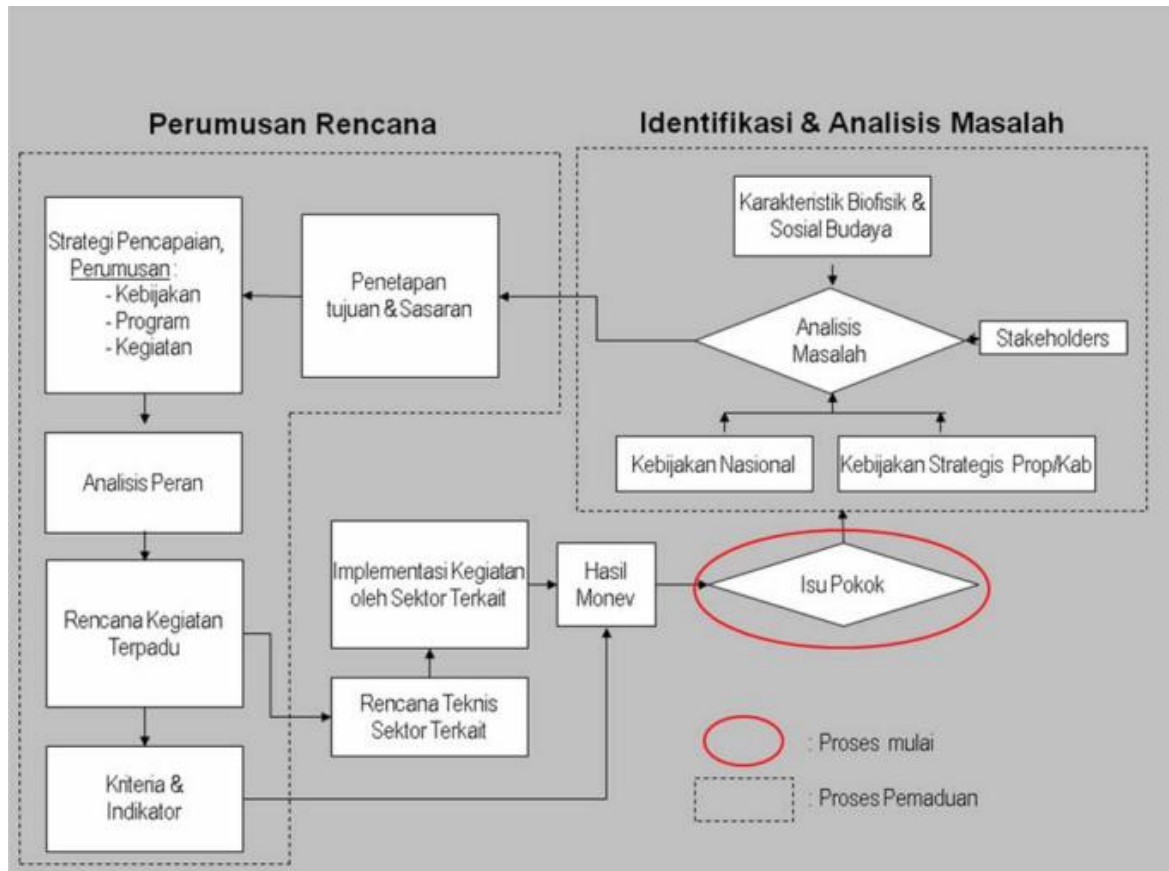 Perumusan Rencana
Identifikasi & Analisis Masalah
Strategi Pencapaian,
Perumusan :
- Kebijakan
- Program
- Kegiatan
Penetapan
tujuan & Sasaran
Karakteristik Biofisik &
Sosial Budaya
Analisis
Masalah
Stakeholders
Kebijakan Nasional
Kebijakan Strategis Prop/Kab
Analisis Peran
Rencana Kegiatan
Terpadu
Kriteria &
Indikator
Implementasi Kegiatan
oleh Sektor Terkait
Rencana Teknis
Sektor Terkait
Hasil
Monev
Isu Pokok
: Proses mulai
: Proses Pemaduan